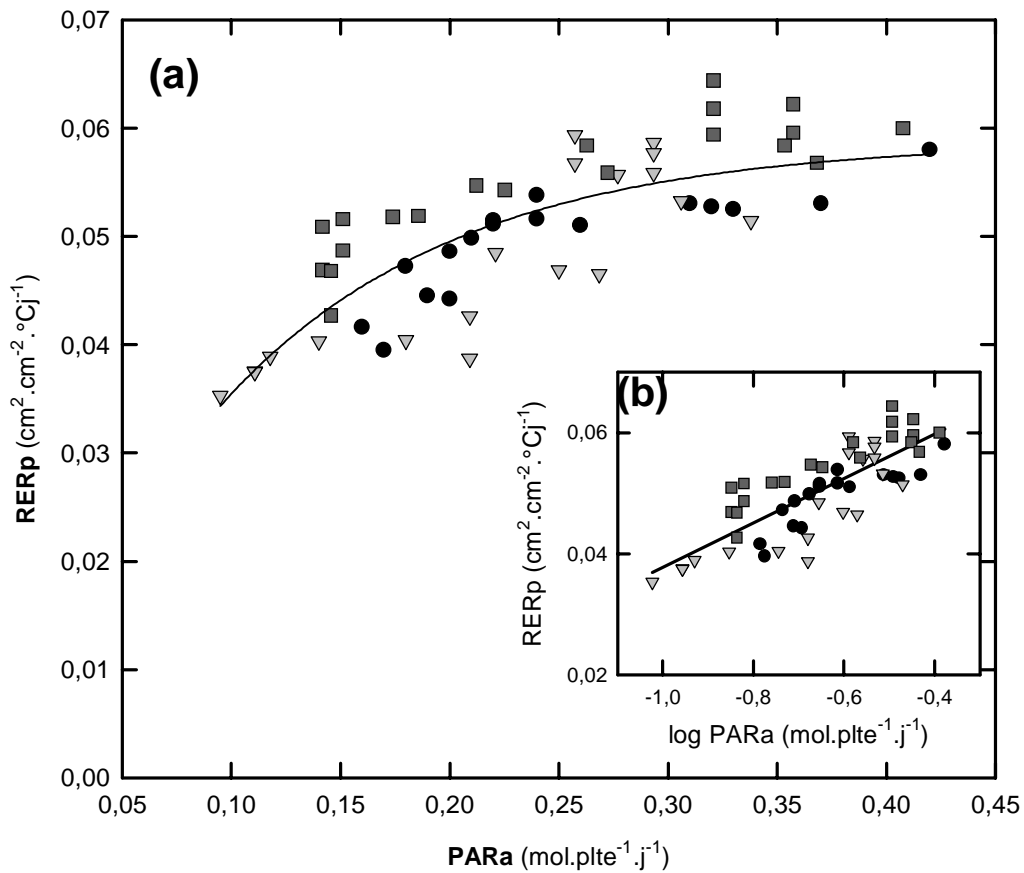 (a)
0,07
0,06
0,05
0,04
0,03
0,02
0,01
0,00
RERp (cm².cm⁻².°Cj⁻¹)
0,05 0,10 0,15 0,20 0,25 0,30 0,35 0,40 0,45
PARa (mol.plte⁻¹.j⁻¹)
(b)
0,06
0,04
0,02
RERp (cm².cm⁻².°Cj⁻¹)
-1,0 -0,8 -0,6 -0,4
log PARa (mol.plte⁻¹.j⁻¹)